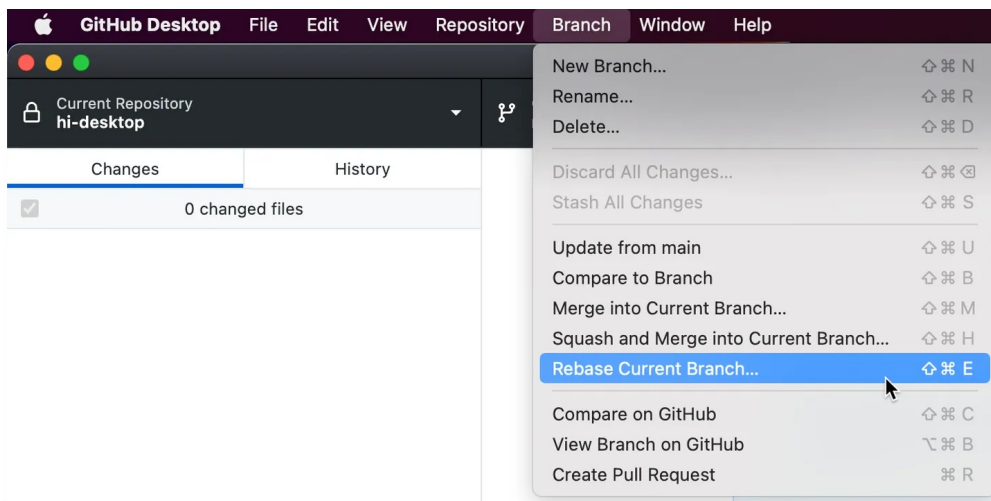 GitHub Desktop File Edit View Repository Branch Window Help
Current Repository
hi-desktop
Changes History
0 changed files
New Branch... ⇧⌘N
Rename... ⇧⌘R
Delete... ⇧⌘D
Discard All Changes... ⇧⌘⌫
Stash All Changes ⇧⌘S
Update from main ⇧⌘U
Compare to Branch ⇧⌘B
Merge into Current Branch... ⇧⌘M
Squash and Merge into Current Branch... ⇧⌘H
Rebase Current Branch... ⇧⌘E
Compare on GitHub ⇧⌘C
View Branch on GitHub ⌥⌘B
Create Pull Request ⌘R